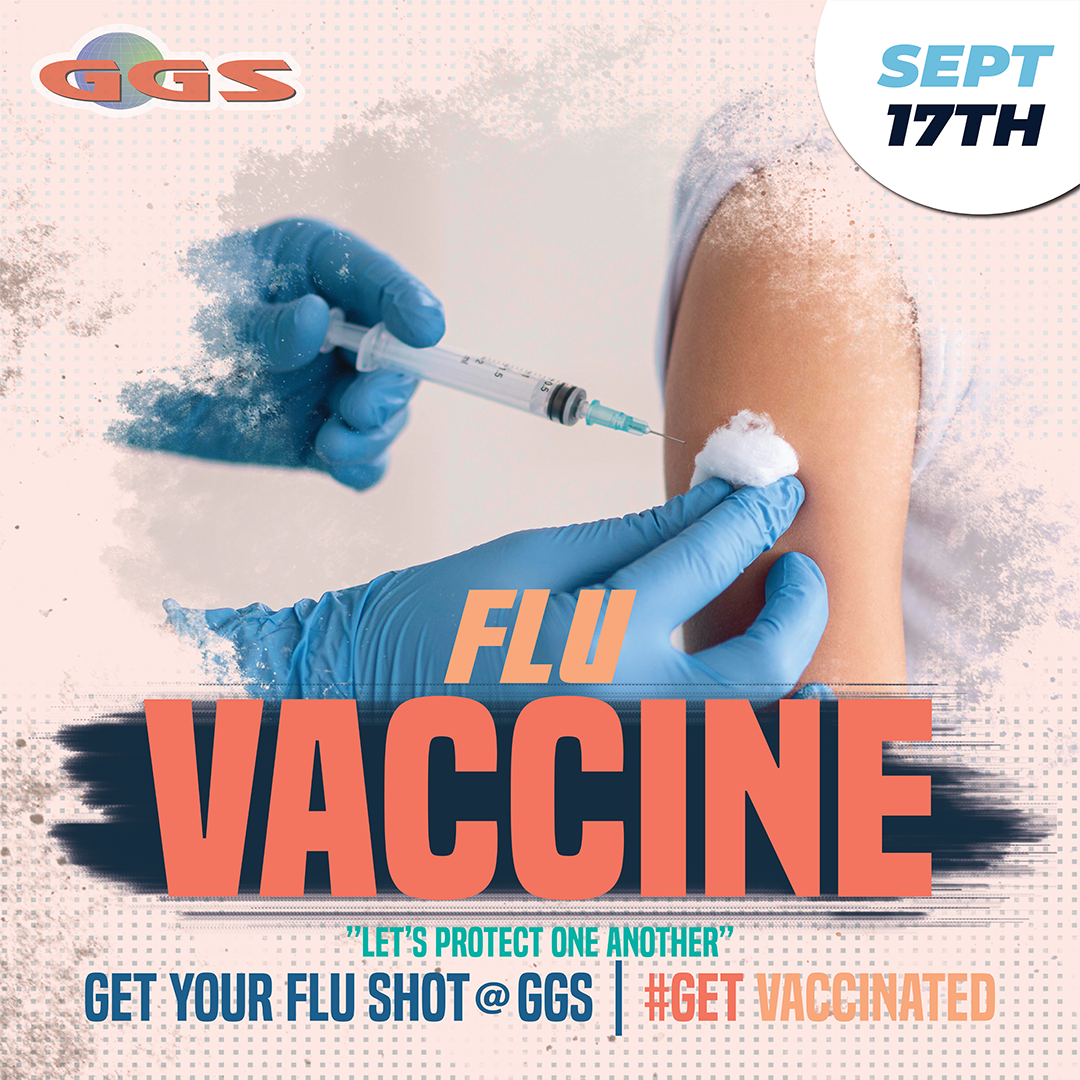 GGS
SEPT
17TH
FLU
VACCINE
"LET'S PROTECT ONE ANOTHER"
GET YOUR FLU SHOT @ GGS | #GET VACCINATED